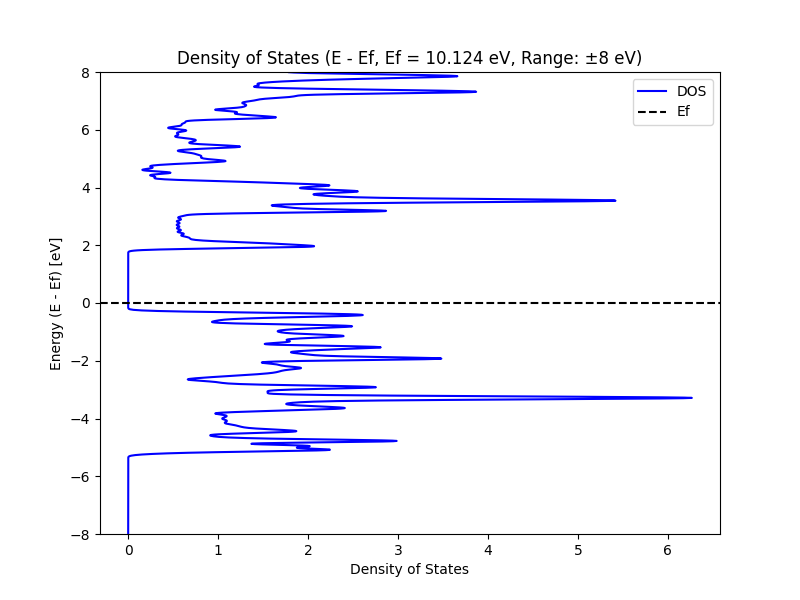 Density of States (E - Ef, Ef = 10.124 eV, Range: ±8 eV)
DOS
Ef
Energy (E - Ef) [eV]
8
6
4
2
0
−2
−4
−6
−8
0 1 2 3 4 5 6
Density of States